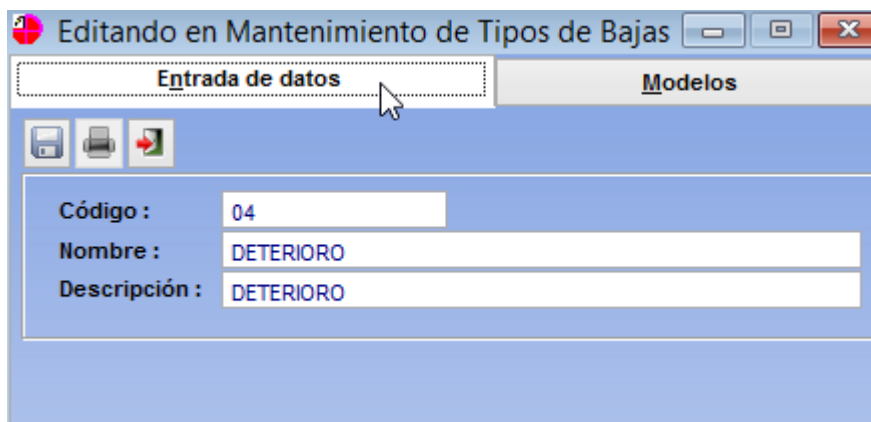 Editando en Mantenimiento de Tipos de Bajas
Entrada de datos Modelos
Código : 04
Nombre : DETERIORO
Descripción : DETERIORO